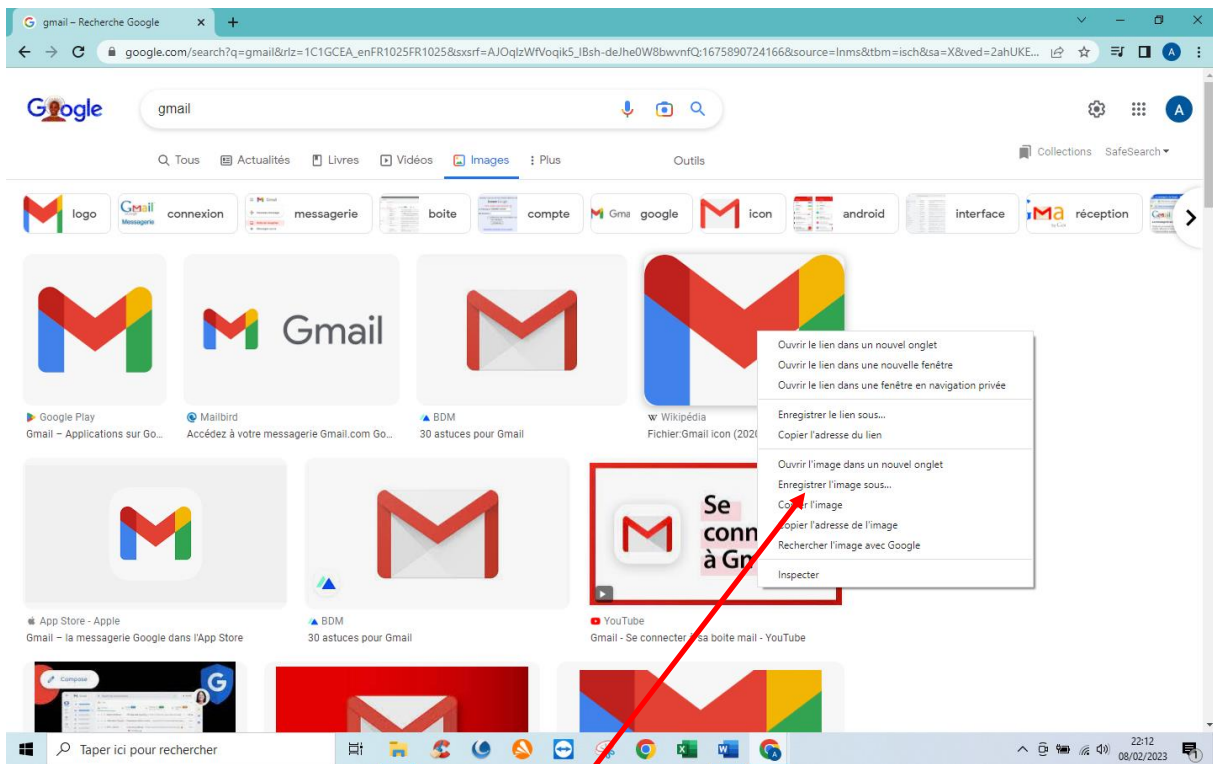 gmail – Recherche Google
google.com/search?q=gmail&rlz=1C1GCEA_enFR1025FR1025&sxsrf=AJOqlzWfVoqik5_IBsh-deJhe0W8bwvnfQ:1675890724166&source=lnms&tbm=isch&sa=X&ved=2ahUKE...
A
Google
gmail
A
Tous Actualités Livres Vidéos Images Plus Outils
Collections SafeSearch
logo
Gmail
Messagerie
connexion
messagerie
boite
compte
Gma
google
icon
android
interface
Ma
réception
Gmail
Ouvrir le lien dans un nouvel onglet
Ouvrir le lien dans une nouvelle fenêtre
Ouvrir le lien dans une fenêtre en navigation privée
Enregistrer le lien sous...
Copier l'adresse du lien
Ouvrir l'image dans un nouvel onglet
Enregistrer l'image sous...
Copier l'image
Copier l'adresse de l'image
Rechercher l'image avec Google
Inspecter
Google Play
Gmail – Applications sur Go...
Mailbird
Accédez à votre messagerie Gmail.com Go...
BDM
30 astuces pour Gmail
Wikipédia
Fichier:Gmail icon (2020
Se
conn
à Gm
App Store - Apple
Gmail – la messagerie Google dans l'App Store
BDM
30 astuces pour Gmail
YouTube
Gmail - Se connecter à sa boite mail - YouTube
Compose
G
Taper ici pour rechercher
22:12
08/02/2023